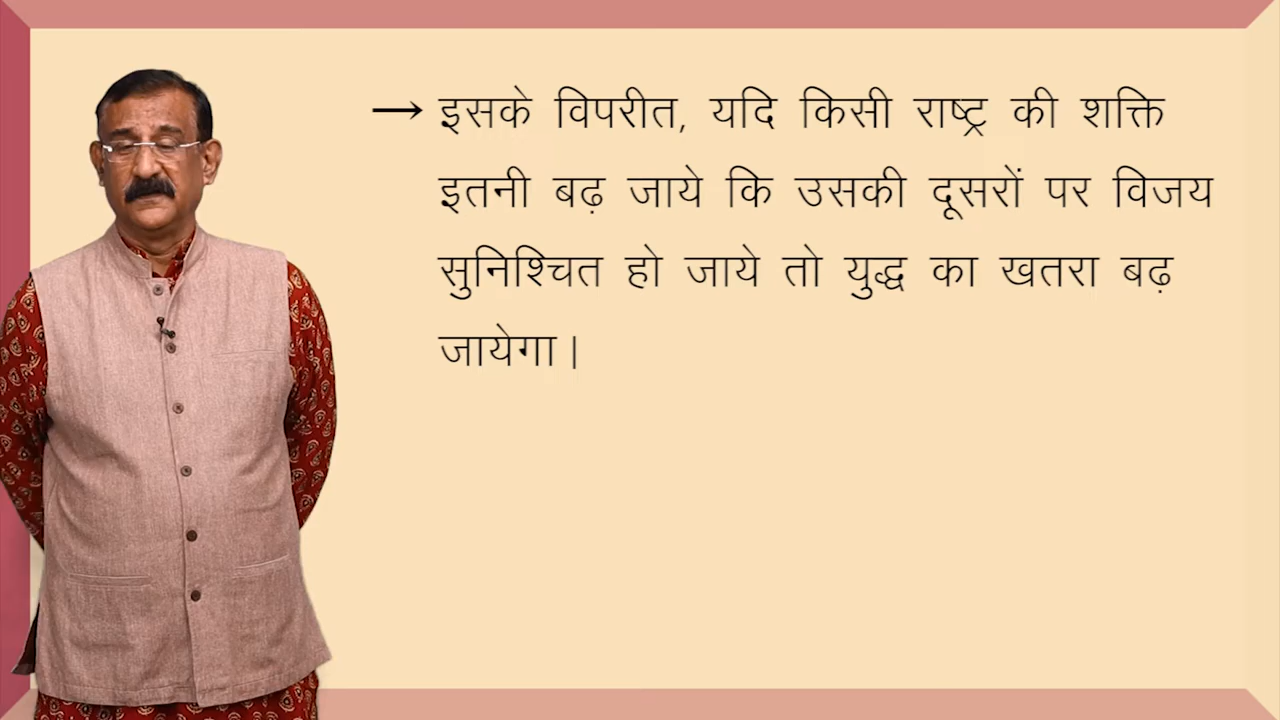 → इसके विपरीत, यदि किसी राष्ट्र की शक्ति
इतनी बढ़ जाये कि उसकी दूसरों पर विजय
सुनिश्चित हो जाये तो युद्ध का खतरा बढ़
जायेगा।